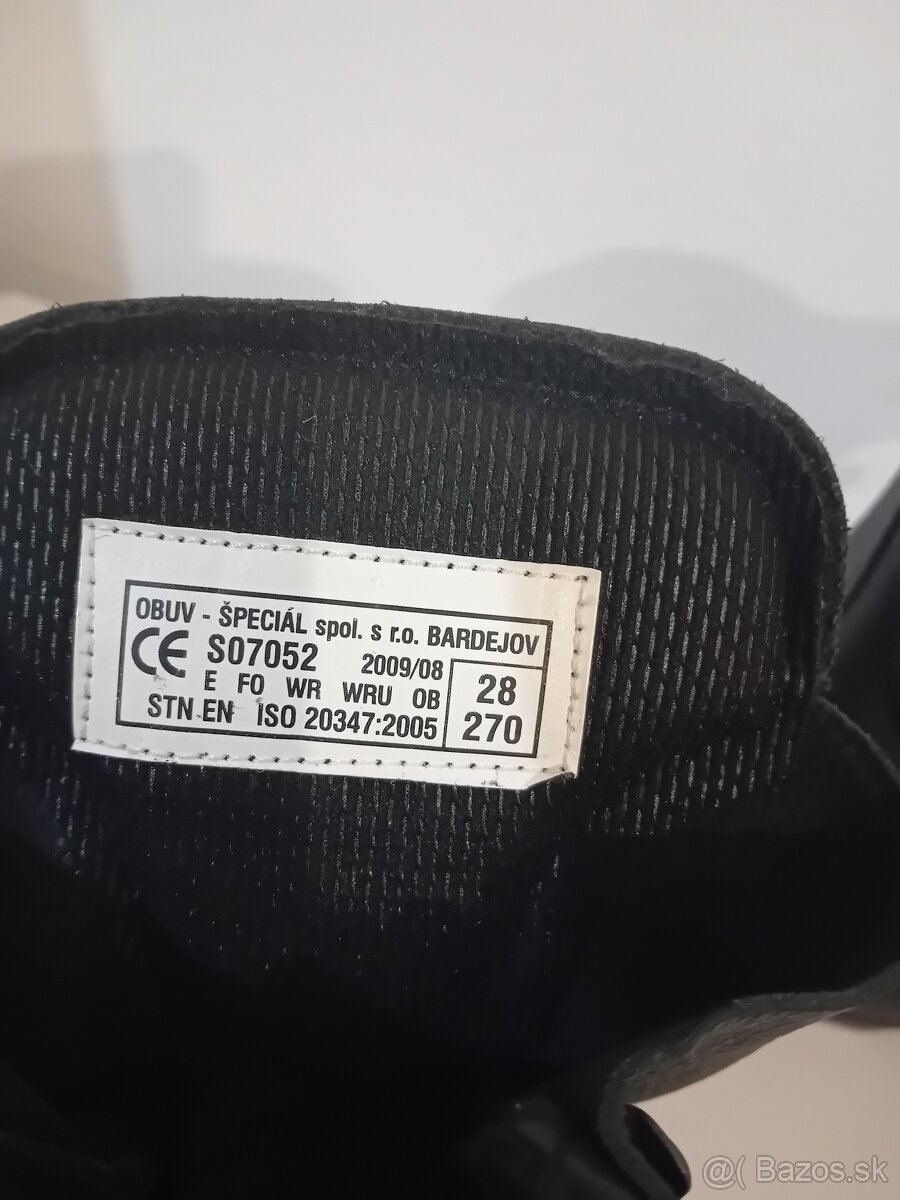 OBUV - ŠPECIÁL spol. s r.o. BARDEJOV
CE S07052 2009/08
E FO WR WRU OB
STN EN ISO 20347:2005
28
270
@( Bazos.sk